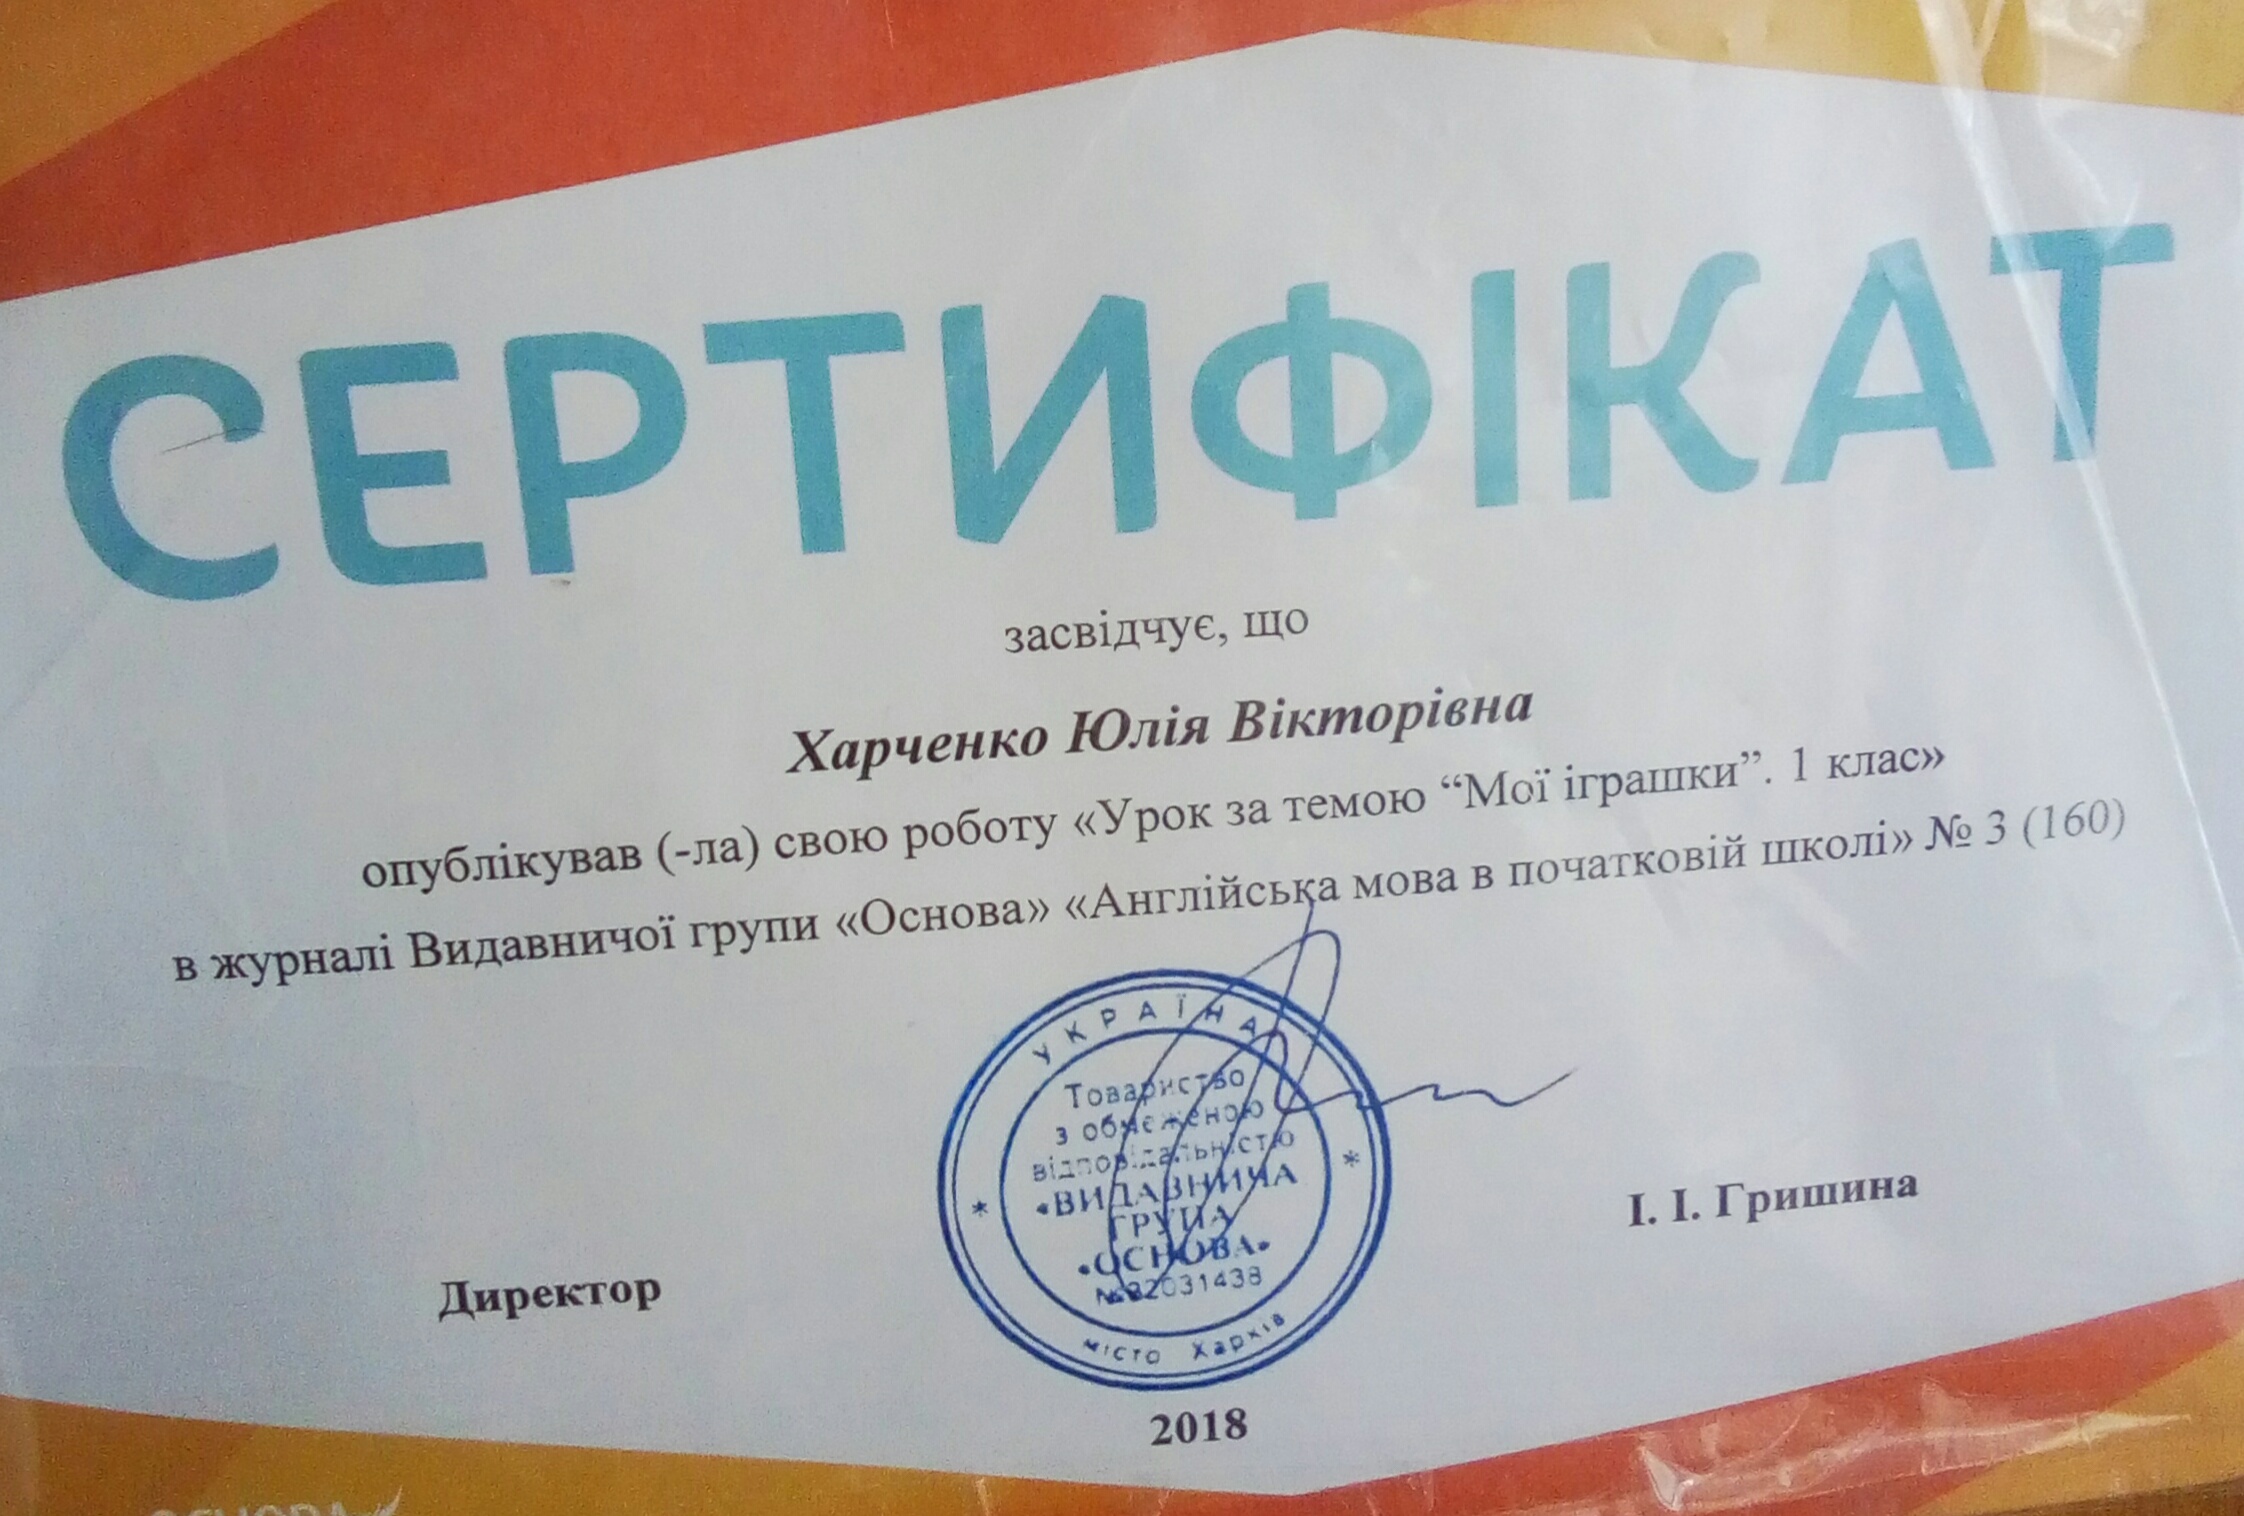 СЕРТИФІКАТ
засвідчує, що
Харченко Юлія Вікторівна
опублікував (-ла) свою роботу «Урок за темою “Мої іграшки”. 1 клас»
в журналі Видавничої групи «Основа» «Англійська мова в початковій школі» № 3 (160)
УКРАЇНА
Товариство
з обмеженою
відповідальністю
«ВИДАВНИЧА
ГРУПА
«ОСНОВА»
№32031438
місто Харків
Директор
І. І. Гришина
2018
ОСНОВА